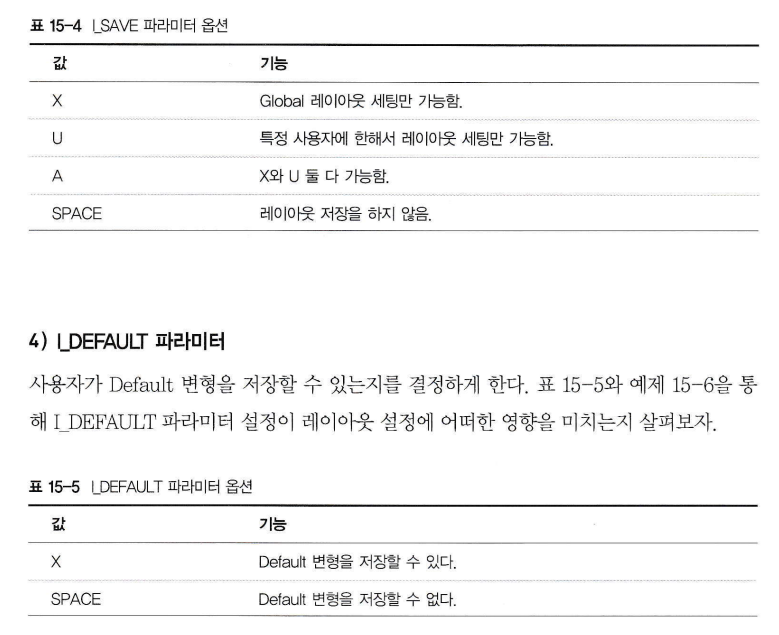 표 15-4 I_SAVE 파라미터 옵션
값 기능
X Global 레이아웃 세팅만 가능함.
U 특정 사용자에 한해서 레이아웃 세팅만 가능함.
A X와 U 둘 다 가능함.
SPACE 레이아웃 저장을 하지 않음.
4) I_DEFAULT 파라미터
사용자가 Default 변형을 저장할 수 있는지를 결정하게 한다. 표 15-5와 예제 15-6을 통
해 I_DEFAULT 파라미터 설정이 레이아웃 설정에 어떠한 영향을 미치는지 살펴보자.
표 15-5 I_DEFAULT 파라미터 옵션
값 기능
X Default 변형을 저장할 수 있다.
SPACE Default 변형을 저장할 수 없다.